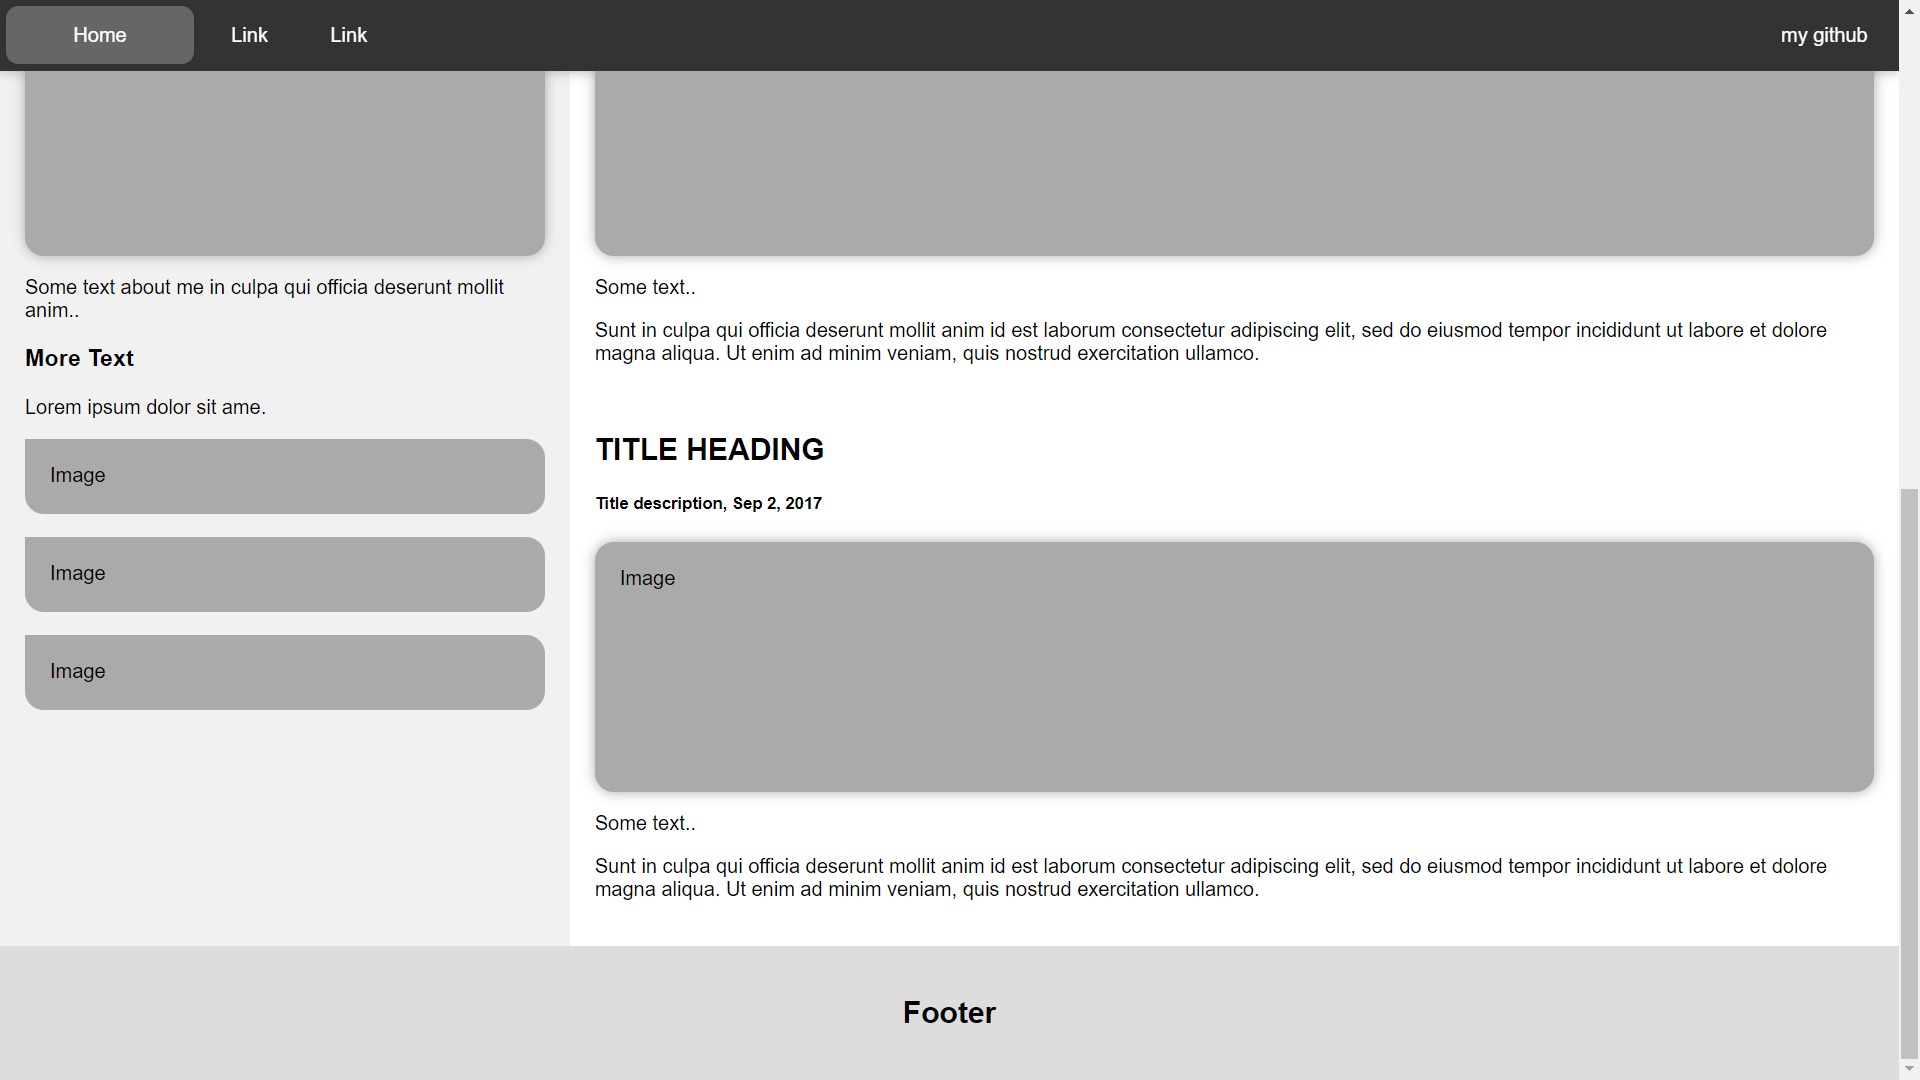 Home
Link
Link
my github
Some text about me in culpa qui officia deserunt mollit
anim..
More Text
Lorem ipsum dolor sit ame.
Image
Image
Image
Some text..
Sunt in culpa qui officia deserunt mollit anim id est laborum consectetur adipiscing elit, sed do eiusmod tempor incididunt ut labore et dolore
magna aliqua. Ut enim ad minim veniam, quis nostrud exercitation ullamco.
TITLE HEADING
Title description, Sep 2, 2017
Image
Some text..
Sunt in culpa qui officia deserunt mollit anim id est laborum consectetur adipiscing elit, sed do eiusmod tempor incididunt ut labore et dolore
magna aliqua. Ut enim ad minim veniam, quis nostrud exercitation ullamco.
Footer